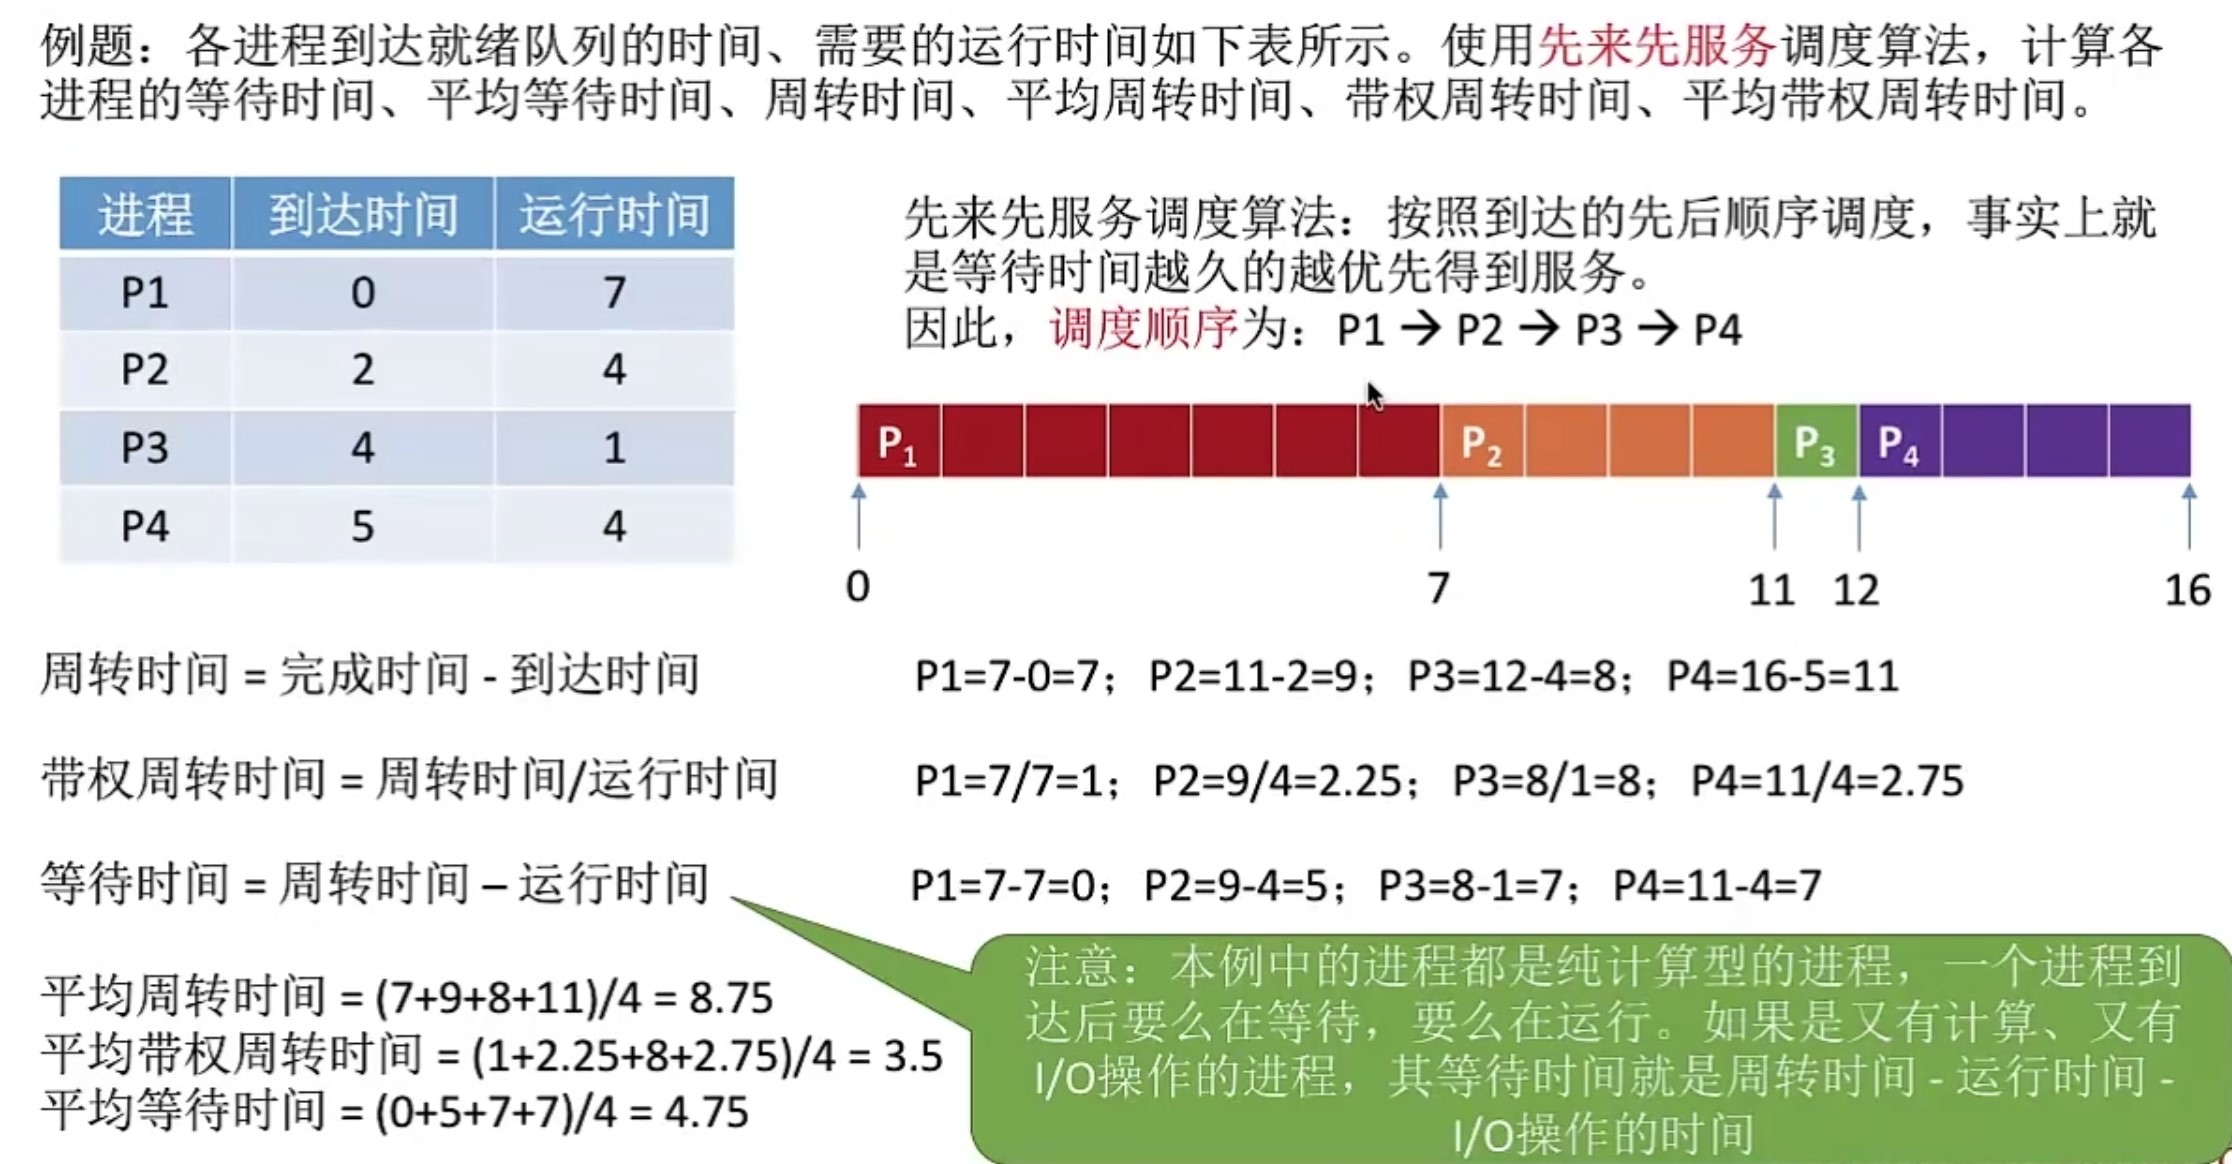 例题：各进程到达就绪队列的时间、需要的运行时间如下表所示。使用先来先服务调度算法，计算各
进程的等待时间、平均等待时间、周转时间、平均周转时间、带权周转时间、平均带权周转时间。
进程 到达时间 运行时间
P1 0 7
P2 2 4
P3 4 1
P4 5 4
先来先服务调度算法：按照到达的先后顺序调度，事实上就
是等待时间越久的越优先得到服务。
因此，调度顺序为：P1 → P2 → P3 → P4
P₁ P₂ P₃ P₄
0 7 11 12 16
周转时间 = 完成时间 - 到达时间
P1=7-0=7；P2=11-2=9；P3=12-4=8；P4=16-5=11
带权周转时间 = 周转时间/运行时间
P1=7/7=1；P2=9/4=2.25；P3=8/1=8；P4=11/4=2.75
等待时间 = 周转时间 – 运行时间
P1=7-7=0；P2=9-4=5；P3=8-1=7；P4=11-4=7
平均周转时间 = (7+9+8+11)/4 = 8.75
平均带权周转时间 = (1+2.25+8+2.75)/4 = 3.5
平均等待时间 = (0+5+7+7)/4 = 4.75
注意：本例中的进程都是纯计算型的进程，一个进程到
达后要么在等待，要么在运行。如果是又有计算、又有
I/O操作的进程，其等待时间就是周转时间 - 运行时间 -
I/O操作的时间